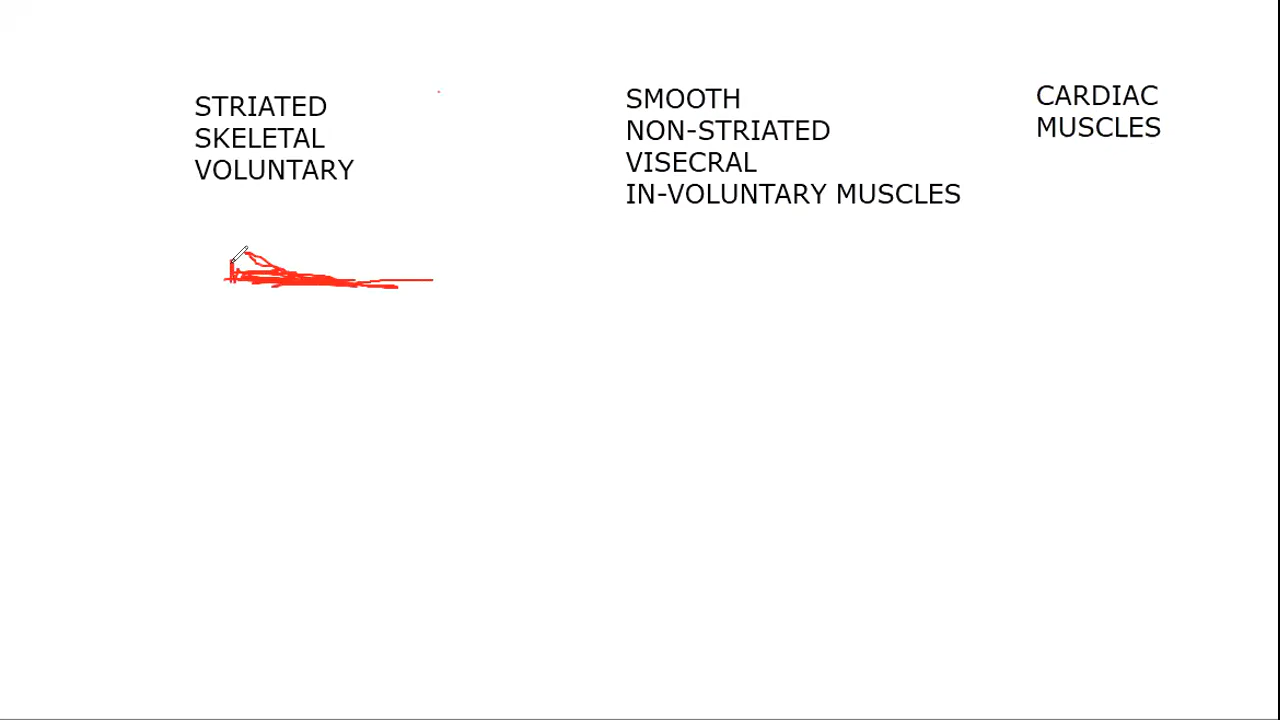 STRIATED
SKELETAL
VOLUNTARY
SMOOTH
NON-STRIATED
VISECRAL
IN-VOLUNTARY MUSCLES
CARDIAC
MUSCLES